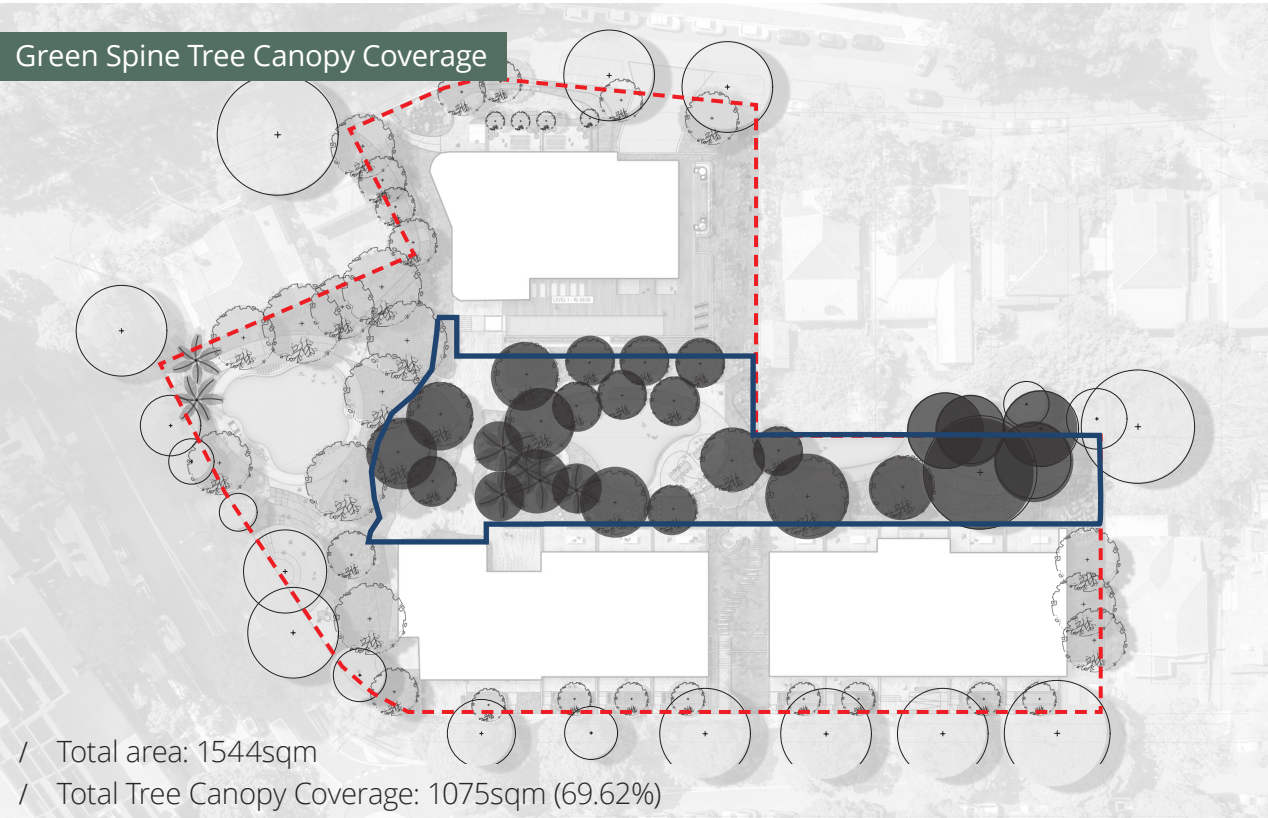 Green Spine Tree Canopy Coverage
/ Total area: 1544sqm
/ Total Tree Canopy Coverage: 1075sqm (69.62%)